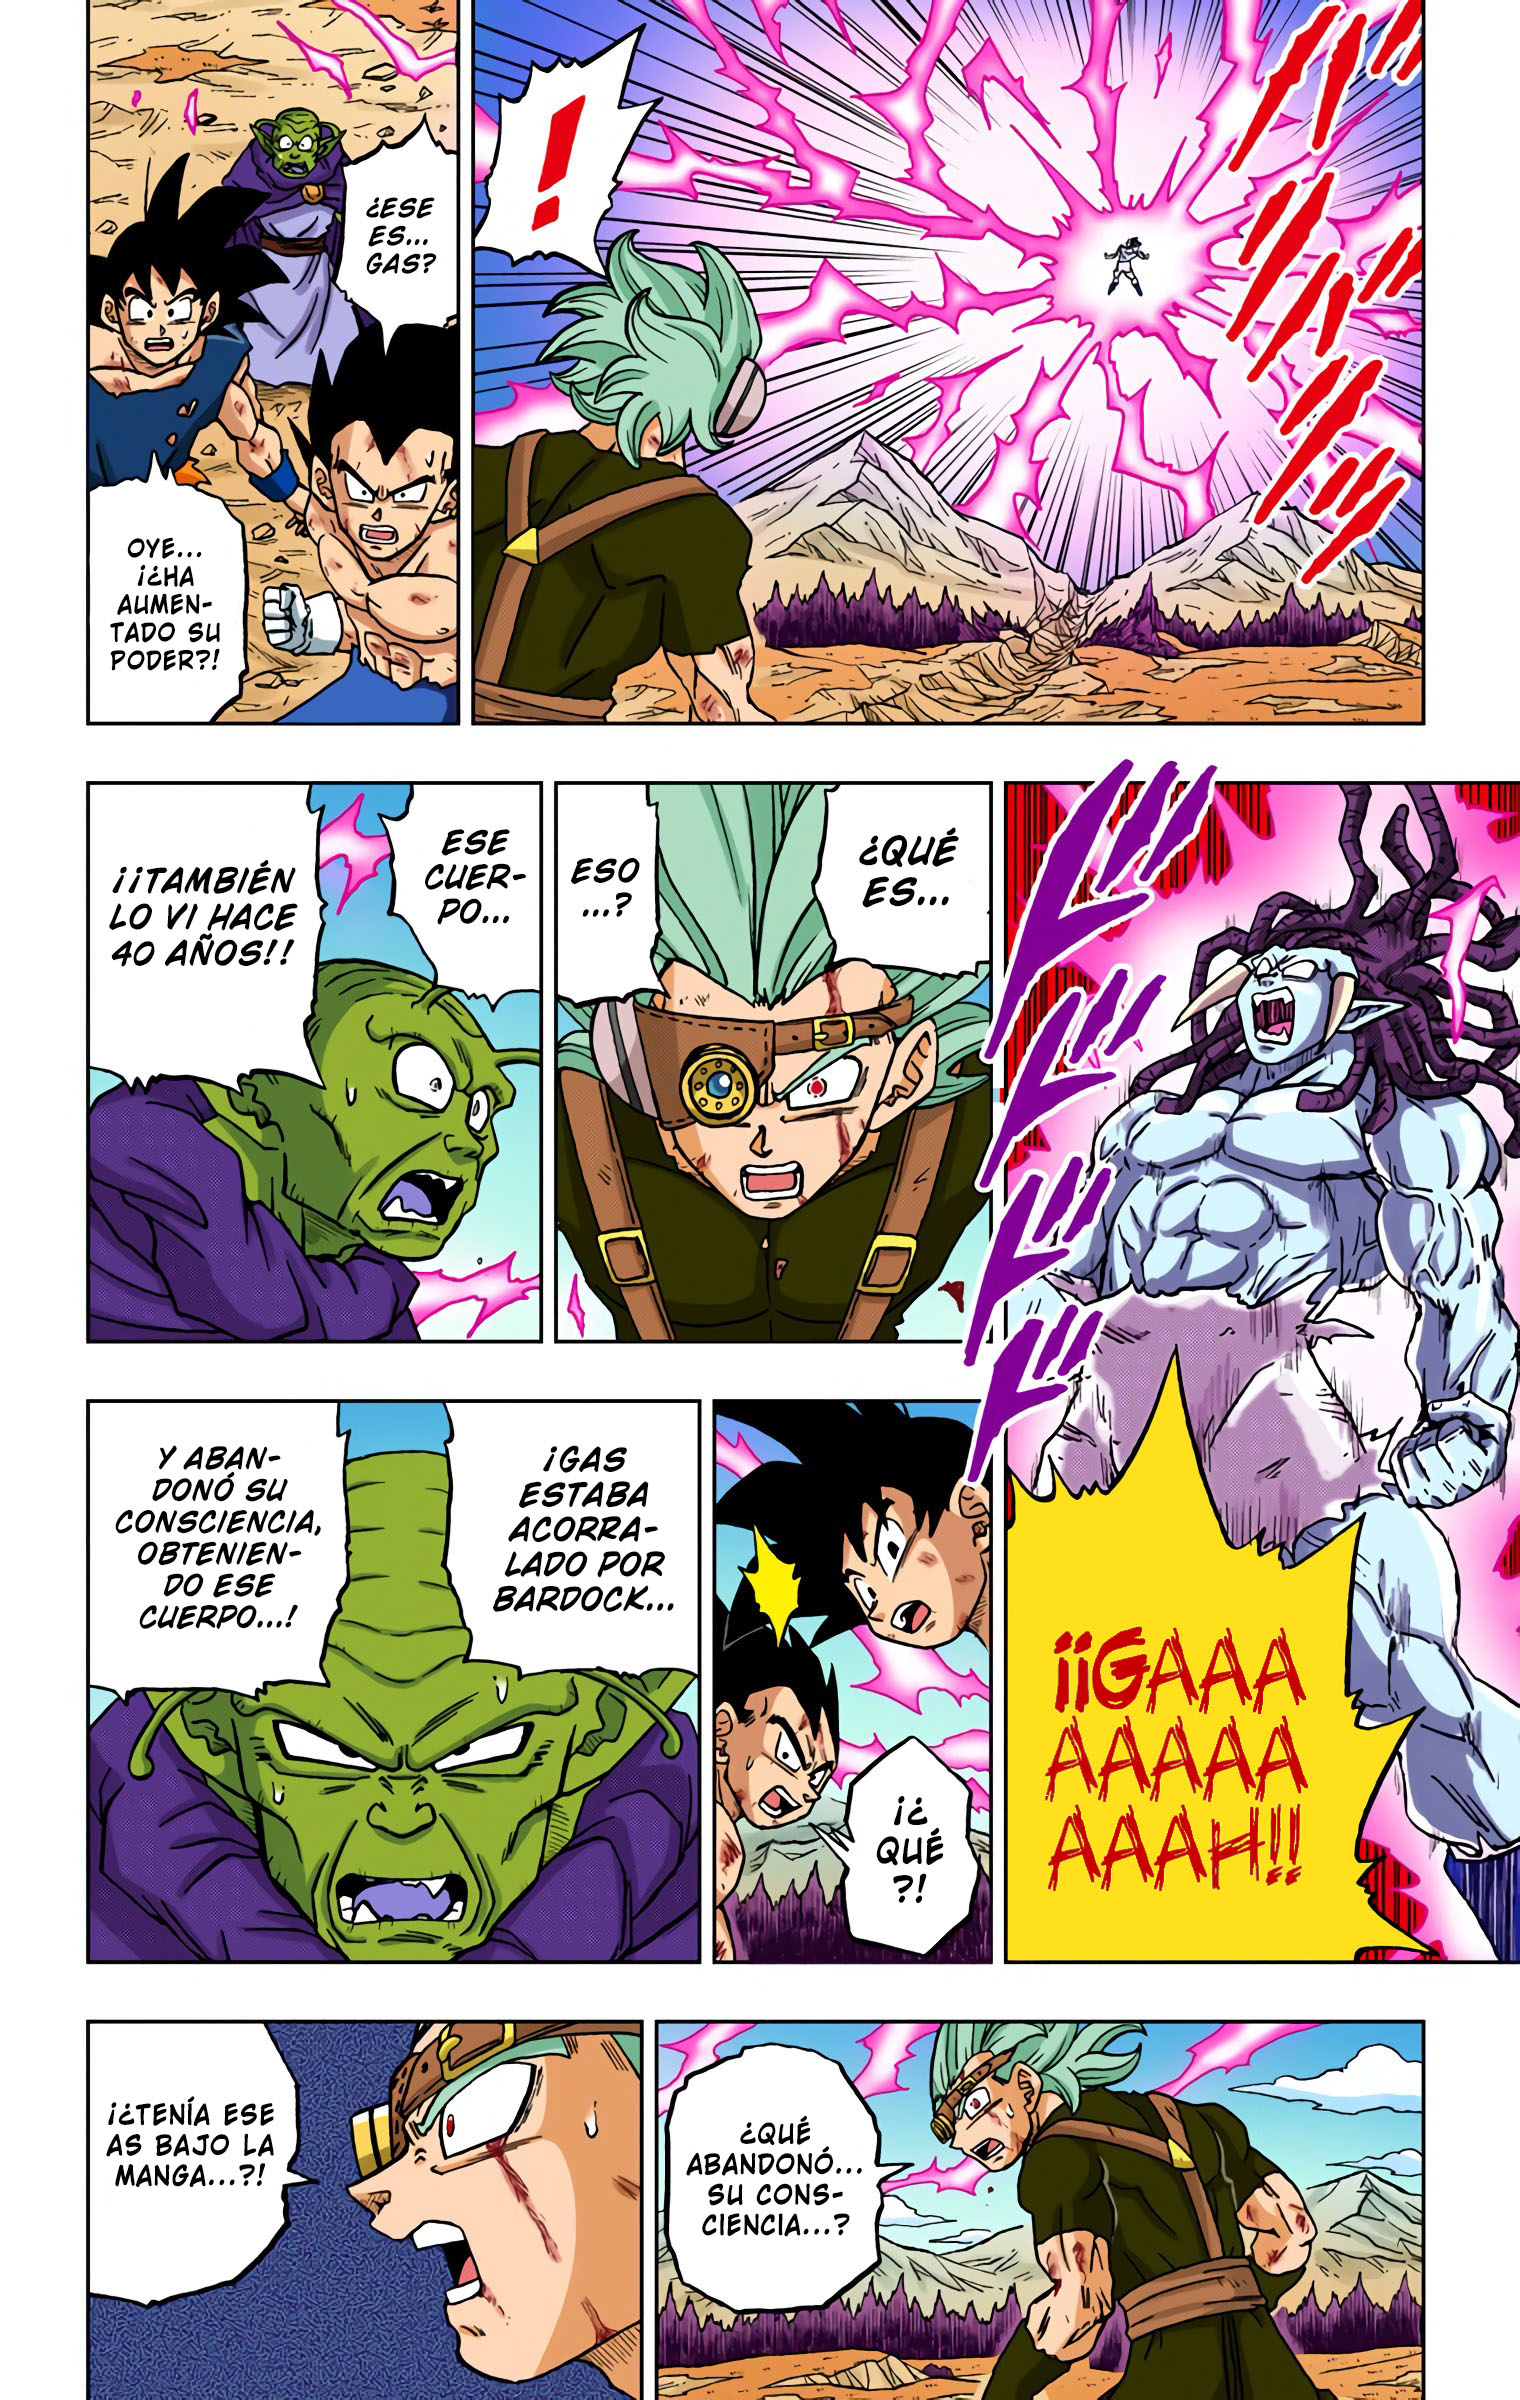 !
¿ESE
ES...
GAS?
OYE...
¡¿HA
AUMEN-
TADO SU
PODER?!
¡¡GAAA
AAAAA
AAAH!!
¿QUÉ
ES...
ESO
...?
ESE
CUER-
PO...
¡¡TAMBIÉN
LO VI HACE
40 AÑOS!!
¡¿
QUÉ
?!
¡GAS
ESTABA
ACORRA-
LADO POR
BARDOCK...
Y ABAN-
DONÓ SU
CONSCIENCIA,
OBTENIEN-
DO ESE
CUERPO...!
¿QUÉ
ABANDONÓ...
SU CONS-
CIENCIA...?
¡¿TENÍA ESE
AS BAJO LA
MANGA...?!